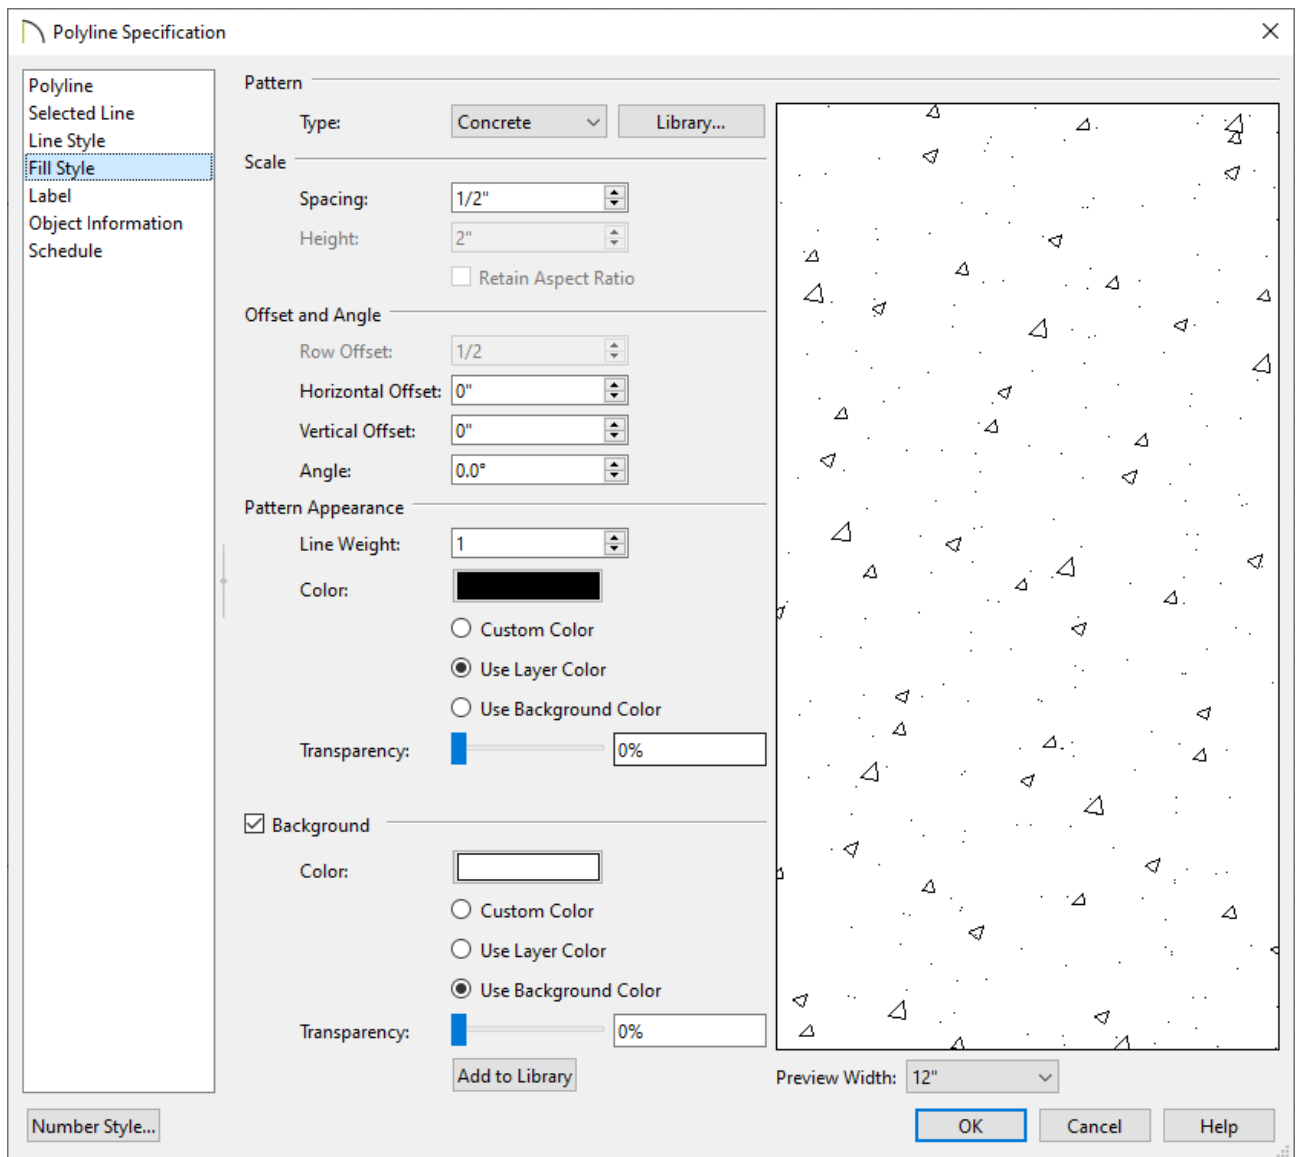 Polyline Specification
Polyline
Selected Line
Line Style
Fill Style
Label
Object Information
Schedule
Pattern
Type: Concrete Library...
Scale
Spacing: 1/2"
Height: 2"
Retain Aspect Ratio
Offset and Angle
Row Offset: 1/2
Horizontal Offset: 0"
Vertical Offset: 0"
Angle: 0.0°
Pattern Appearance
Line Weight: 1
Color:
Custom Color
Use Layer Color
Use Background Color
Transparency: 0%
Background
Color:
Custom Color
Use Layer Color
Use Background Color
Transparency: 0%
Add to Library
Preview Width: 12"
Number Style...
OK
Cancel
Help